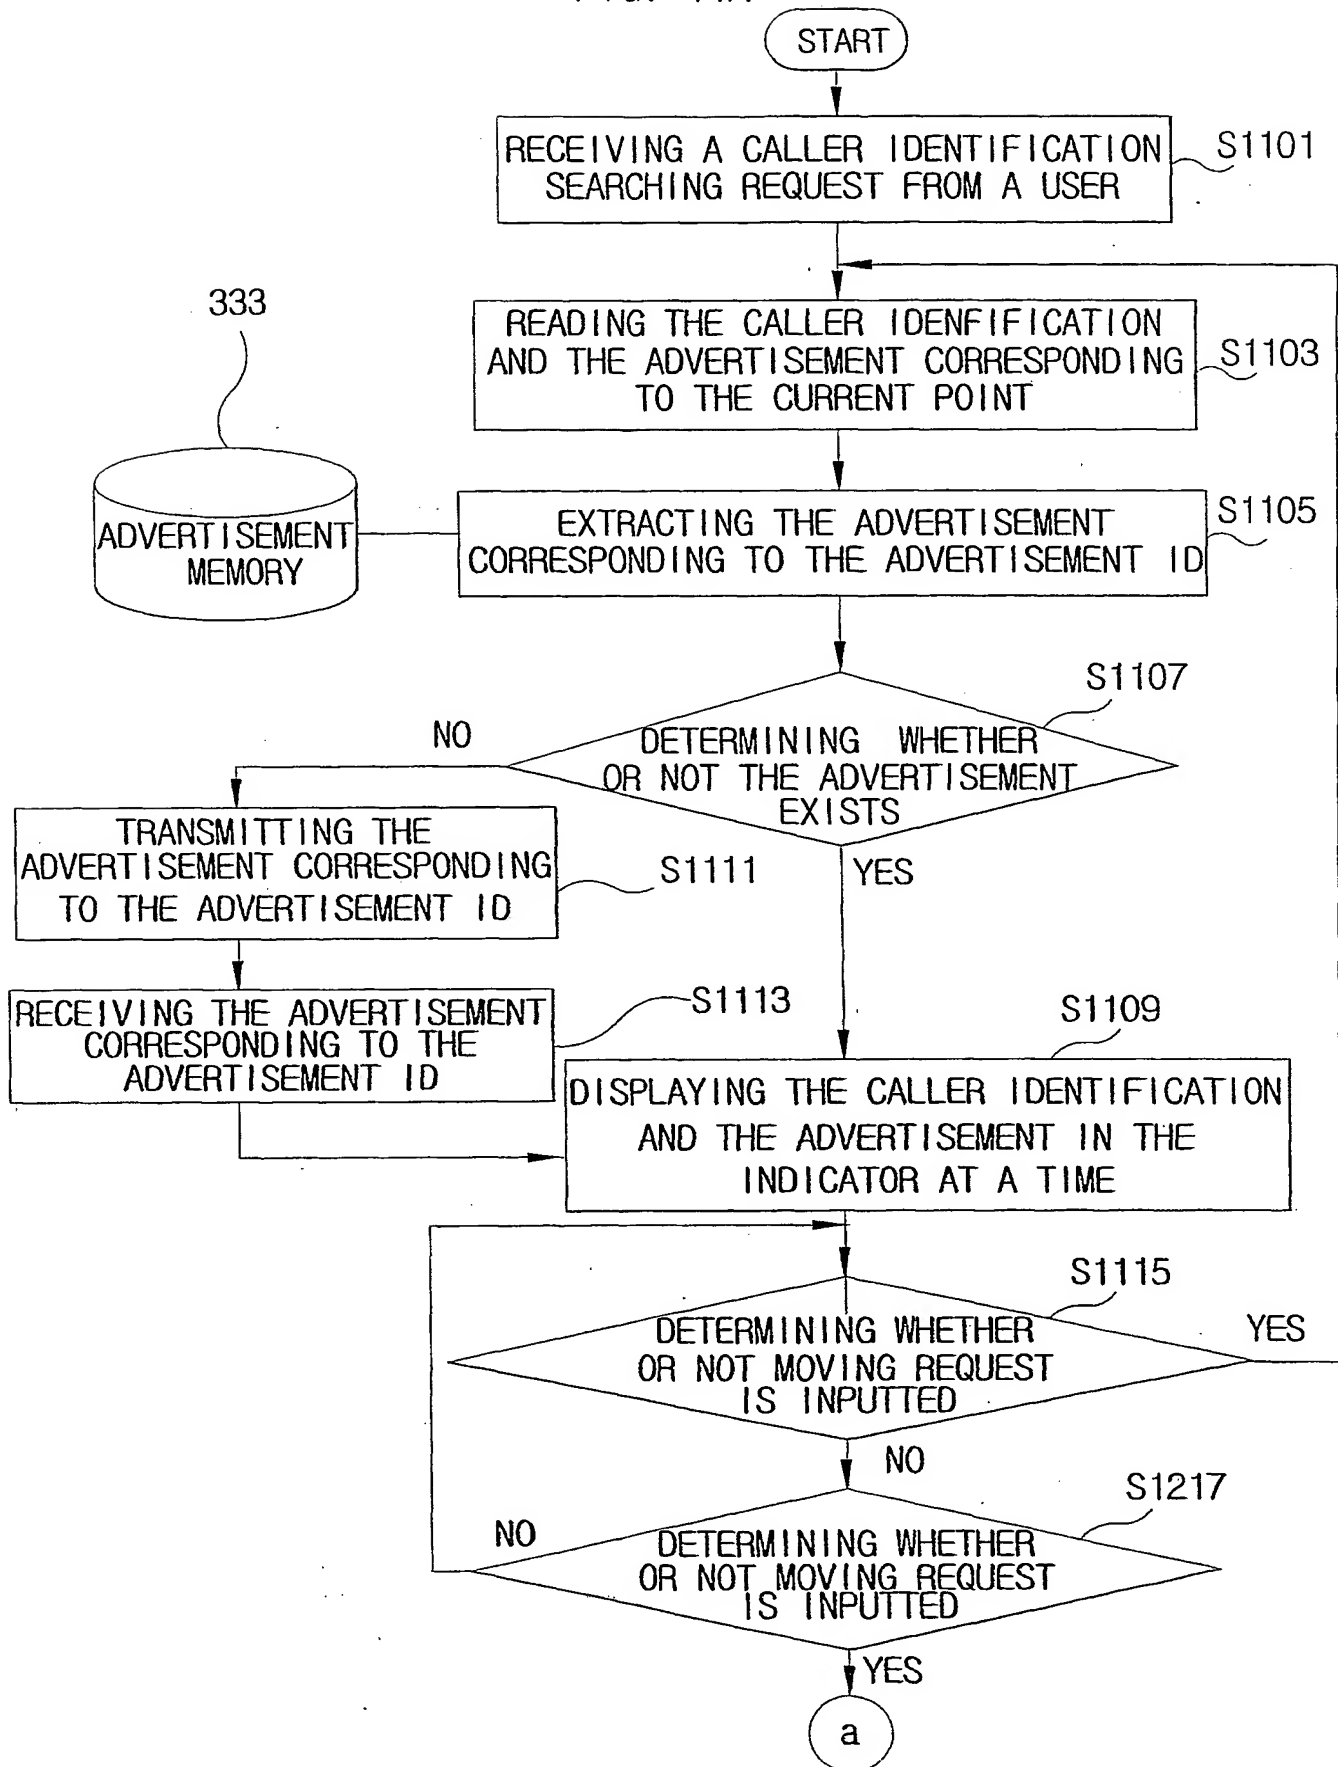 START
RECEIVING A CALLER IDENTIFICATION
SEARCHING REQUEST FROM A USER
S1101
333
READING THE CALLER IDENFIFICATION
AND THE ADVERTISEMENT CORRESPONDING
TO THE CURRENT POINT
S1103
ADVERTISEMENT
MEMORY
EXTRACTING THE ADVERTISEMENT
CORRESPONDING TO THE ADVERTISEMENT ID
S1105
S1107
NO
DETERMINING WHETHER
OR NOT THE ADVERTISEMENT
EXISTS
YES
TRANSMITTING THE
ADVERTISEMENT CORRESPONDING
TO THE ADVERTISEMENT ID
S1111
RECEIVING THE ADVERTISEMENT
CORRESPONDING TO THE
ADVERTISEMENT ID
S1113
S1109
DISPLAYING THE CALLER IDENTIFICATION
AND THE ADVERTISEMENT IN THE
INDICATOR AT A TIME
S1115
DETERMINING WHETHER
OR NOT MOVING REQUEST
IS INPUTTED
YES
NO
S1217
NO
DETERMINING WHETHER
OR NOT MOVING REQUEST
IS INPUTTED
YES
a